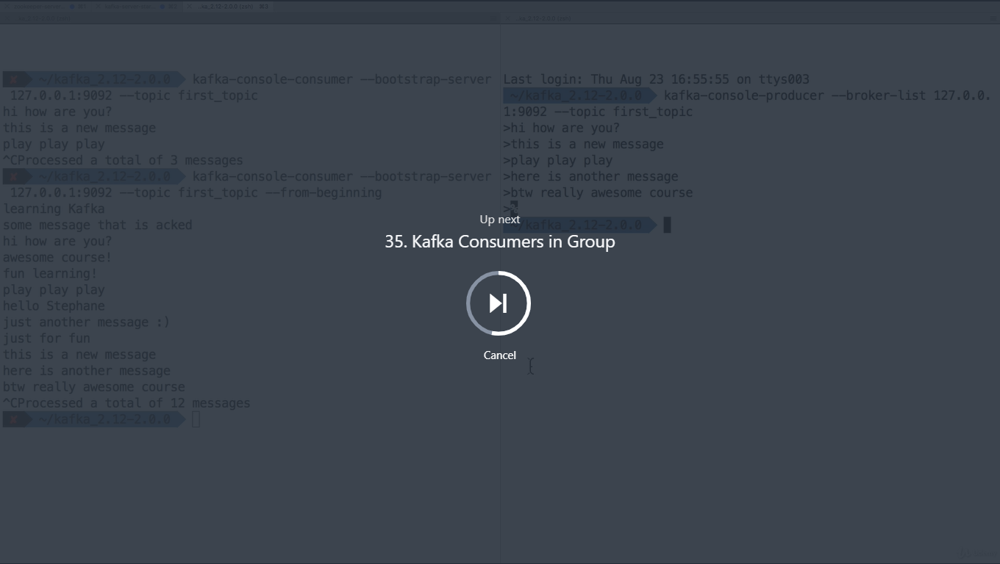 ~/kafka_2.12-2.0.0 kafka-console-consumer --bootstrap-server
127.0.0.1:9092 --topic first_topic
hi how are you?
this is a new message
play play play
^CProcessed a total of 3 messages
~/kafka_2.12-2.0.0 kafka-console-consumer --bootstrap-server
127.0.0.1:9092 --topic first_topic --from-beginning
learning Kafka
some message that is acked
hi how are you?
awesome course!
fun learning!
play play play
hello Stephane
just another message :)
just for fun
this is a new message
here is another message
btw really awesome course
^CProcessed a total of 12 messages
~/kafka_2.12-2.0.0
Last login: Thu Aug 23 16:55:55 on ttys003
~/kafka_2.12-2.0.0 kafka-console-producer --broker-list 127.0.0.
1:9092 --topic first_topic
>hi how are you?
>this is a new message
>play play play
>here is another message
>btw really awesome course
>
~/kafka_2.12-2.0.0
Up next
35. Kafka Consumers in Group
Cancel